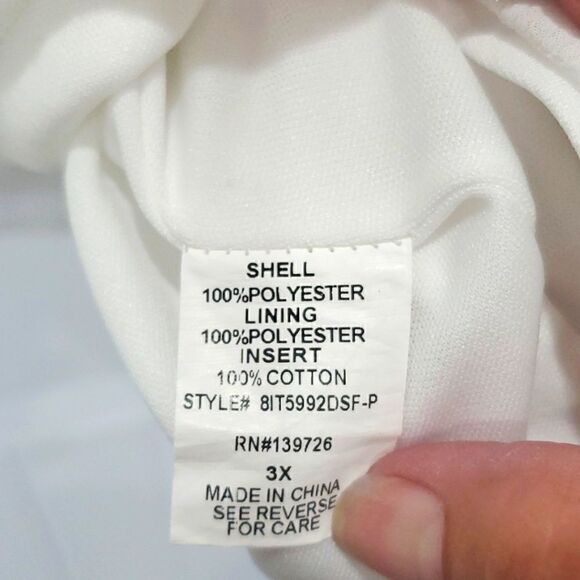 SHELL
100%POLYESTER
LINING
100%POLYESTER
INSERT
100% COTTON
STYLE# 8IT5992DSF-P
RN#139726
3X
MADE IN CHINA
SEE REVERSE
FOR CARE